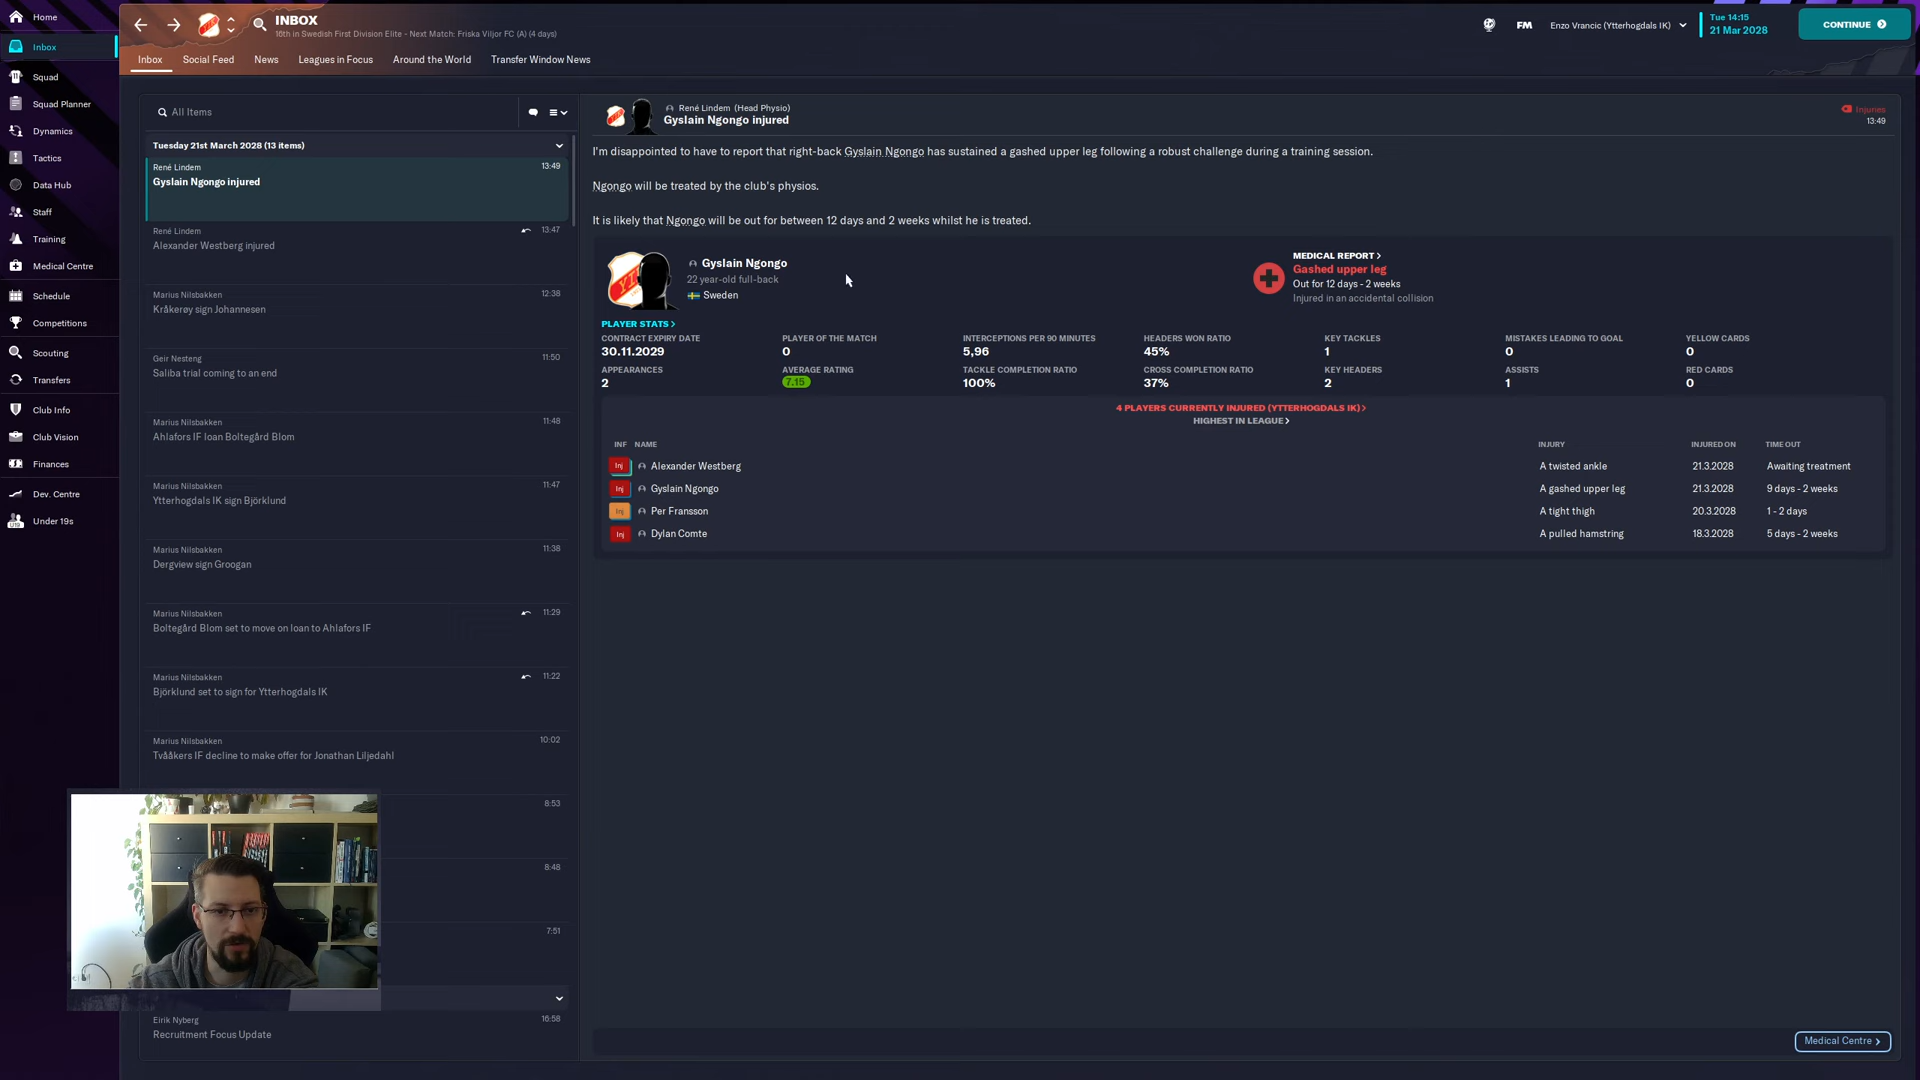 Home
Inbox
Squad
Squad Planner
Dynamics
Tactics
Data Hub
Staff
Training
Medical Centre
Schedule
Competitions
Scouting
Transfers
Club Info
Club Vision
Finances
Dev. Centre
Under 19s
INBOX
16th in Swedish First Division Elite - Next Match: Friska Viljor FC (A) (4 days)
FM
Enzo Vrancic (Ytterhogdals IK)
Tue 14:15
21 Mar 2028
CONTINUE
Inbox Social Feed News Leagues in Focus Around the World Transfer Window News
All Items
Tuesday 21st March 2028 (13 items)
René Lindem 13:49
Gyslain Ngongo injured
René Lindem 13:47
Alexander Westberg injured
Marius Nilsbakken 12:38
Kråkerøy sign Johannesen
Geir Nesteng 11:50
Saliba trial coming to an end
Marius Nilsbakken 11:48
Ahlafors IF loan Boltegård Blom
Marius Nilsbakken 11:47
Ytterhogdals IK sign Björklund
Marius Nilsbakken 11:38
Dergview sign Groogan
Marius Nilsbakken 11:29
Boltegård Blom set to move on loan to Ahlafors IF
Marius Nilsbakken 11:22
Björklund set to sign for Ytterhogdals IK
Marius Nilsbakken 10:02
Tvååkers IF decline to make offer for Jonathan Liljedahl
8:53
8:48
7:51
Eirik Nyberg 16:58
Recruitment Focus Update
René Lindem (Head Physio)
Gyslain Ngongo injured
Injuries
13:49
I'm disappointed to have to report that right-back Gyslain Ngongo has sustained a gashed upper leg following a robust challenge during a training session.
Ngongo will be treated by the club's physios.
It is likely that Ngongo will be out for between 12 days and 2 weeks whilst he is treated.
Gyslain Ngongo
22 year-old full-back
Sweden
MEDICAL REPORT
Gashed upper leg
Out for 12 days - 2 weeks
Injured in an accidental collision
PLAYER STATS
CONTRACT EXPIRY DATE PLAYER OF THE MATCH INTERCEPTIONS PER 90 MINUTES HEADERS WON RATIO KEY TACKLES MISTAKES LEADING TO GOAL YELLOW CARDS
30.11.2029 0 5,96 45% 1 0 0
APPEARANCES AVERAGE RATING TACKLE COMPLETION RATIO CROSS COMPLETION RATIO KEY HEADERS ASSISTS RED CARDS
2 7.15 100% 37% 2 1 0
4 PLAYERS CURRENTLY INJURED (YTTERHOGDALS IK)
HIGHEST IN LEAGUE
INF NAME INJURY INJURED ON TIME OUT
Inj Alexander Westberg A twisted ankle 21.3.2028 Awaiting treatment
Inj Gyslain Ngongo A gashed upper leg 21.3.2028 9 days - 2 weeks
Inj Per Fransson A tight thigh 20.3.2028 1 - 2 days
Inj Dylan Comte A pulled hamstring 18.3.2028 5 days - 2 weeks
Medical Centre